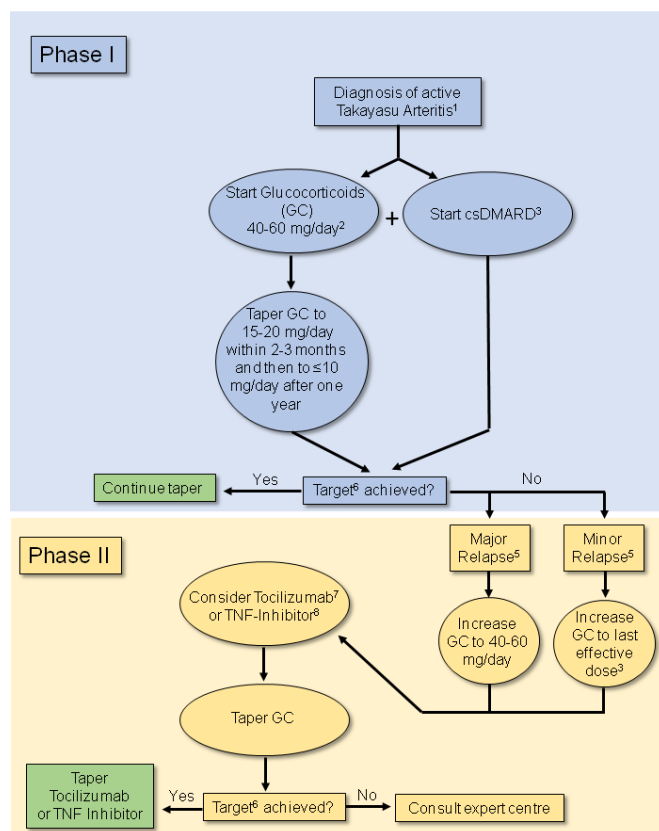 Phase I
Diagnosis of active
Takayasu Arteritis¹
Start Glucocorticoids
(GC)
40-60 mg/day²
+
Start csDMARD³
Taper GC to
15-20 mg/day
within 2-3 months
and then to ≤10
mg/day after one
year
Continue taper
Yes
Target⁶ achieved?
No
Phase II
Major
Relapse⁵
Minor
Relapse⁵
Consider Tocilizumab⁷
or TNF-Inhibitor⁸
Increase
GC to 40-60
mg/day
Increase
GC to last
effective
dose³
Taper GC
Taper
Tocilizumab
or TNF Inhibitor
Yes
Target⁶ achieved?
No
Consult expert centre